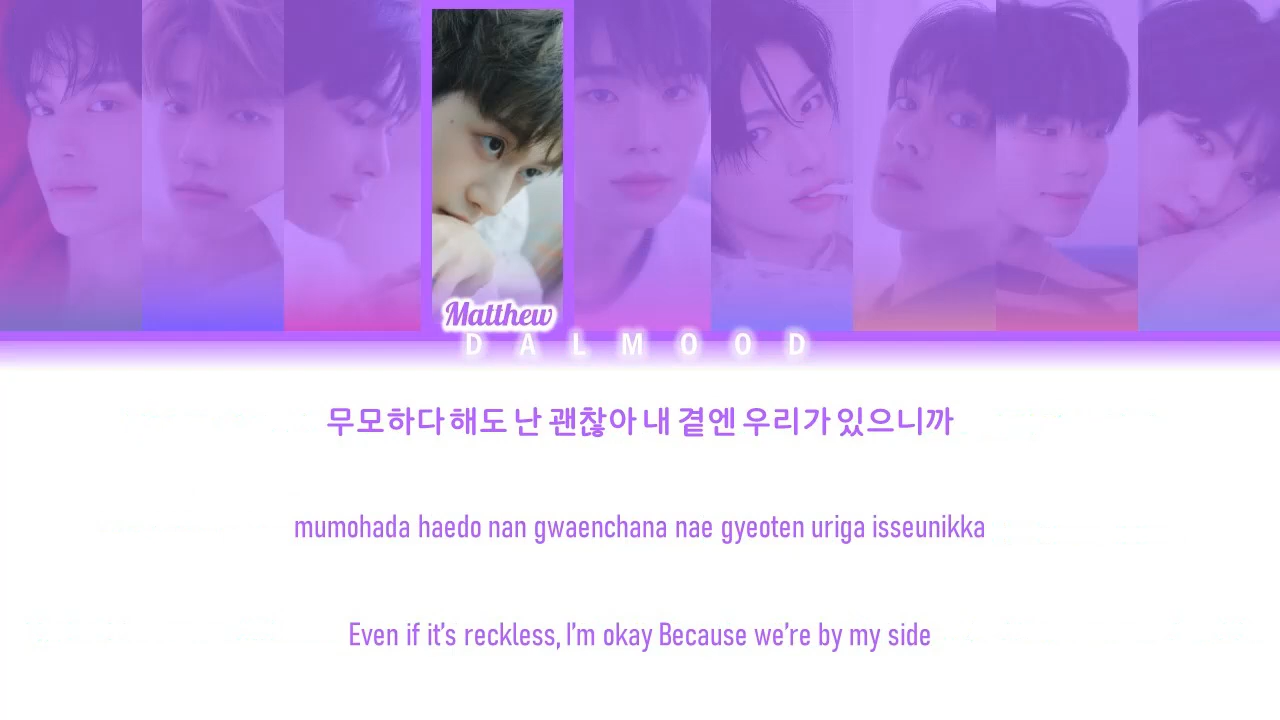 Matthew
DALMOOD
무모하다 해도 난 괜찮아 내 곁엔 우리가 있으니까
mumohada haedo nan gwaenchana nae gyeoten uriga isseunikka
Even if it's reckless, I'm okay Because we're by my side